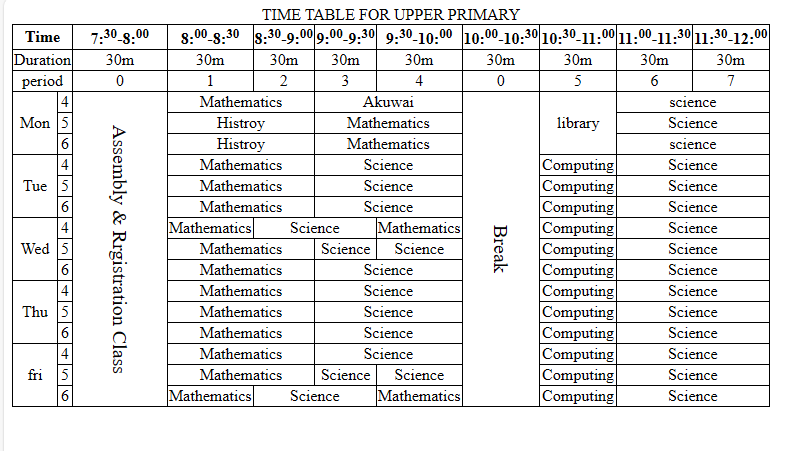 TIME TABLE FOR UPPER PRIMARY
Time 7:30-8:00 8:00-8:30 8:30-9:00 9:00-9:30 9:30-10:00 10:00-10:30 10:30-11:00 11:00-11:30 11:30-12:00
Duration 30m 30m 30m 30m 30m 30m 30m 30m 30m
period 0 1 2 3 4 0 5 6 7
Mon 4 Assembly & Rrgistration Class Mathematics Akuwai Break library science
5 Histroy Mathematics Science
6 Histroy Mathematics science
Tue 4 Mathematics Science Computing Science
5 Mathematics Science Computing Science
6 Mathematics Science Computing Science
Wed 4 Mathematics Science Mathematics Computing Science
5 Mathematics Science Science Computing Science
6 Mathematics Science Computing Science
Thu 4 Mathematics Science Computing Science
5 Mathematics Science Computing Science
6 Mathematics Science Computing Science
fri 4 Mathematics Science Computing Science
5 Mathematics Science Science Computing Science
6 Mathematics Science Mathematics Computing Science